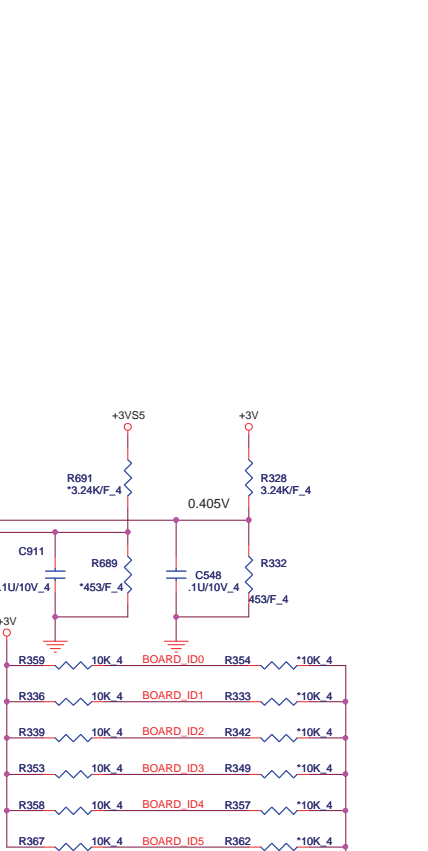 +3VS5
+3V
R691
*3.24K/F_4
R328
3.24K/F_4
0.405V
C911
.1U/10V_4
R689
*453/F_4
C548
.1U/10V_4
R332
453/F_4
+3V
R359 10K_4 BOARD_ID0 R354 *10K_4
R336 10K_4 BOARD_ID1 R333 *10K_4
R339 10K_4 BOARD_ID2 R342 *10K_4
R353 10K_4 BOARD_ID3 R349 *10K_4
R358 10K_4 BOARD_ID4 R357 *10K_4
R367 10K_4 BOARD_ID5 R362 *10K_4